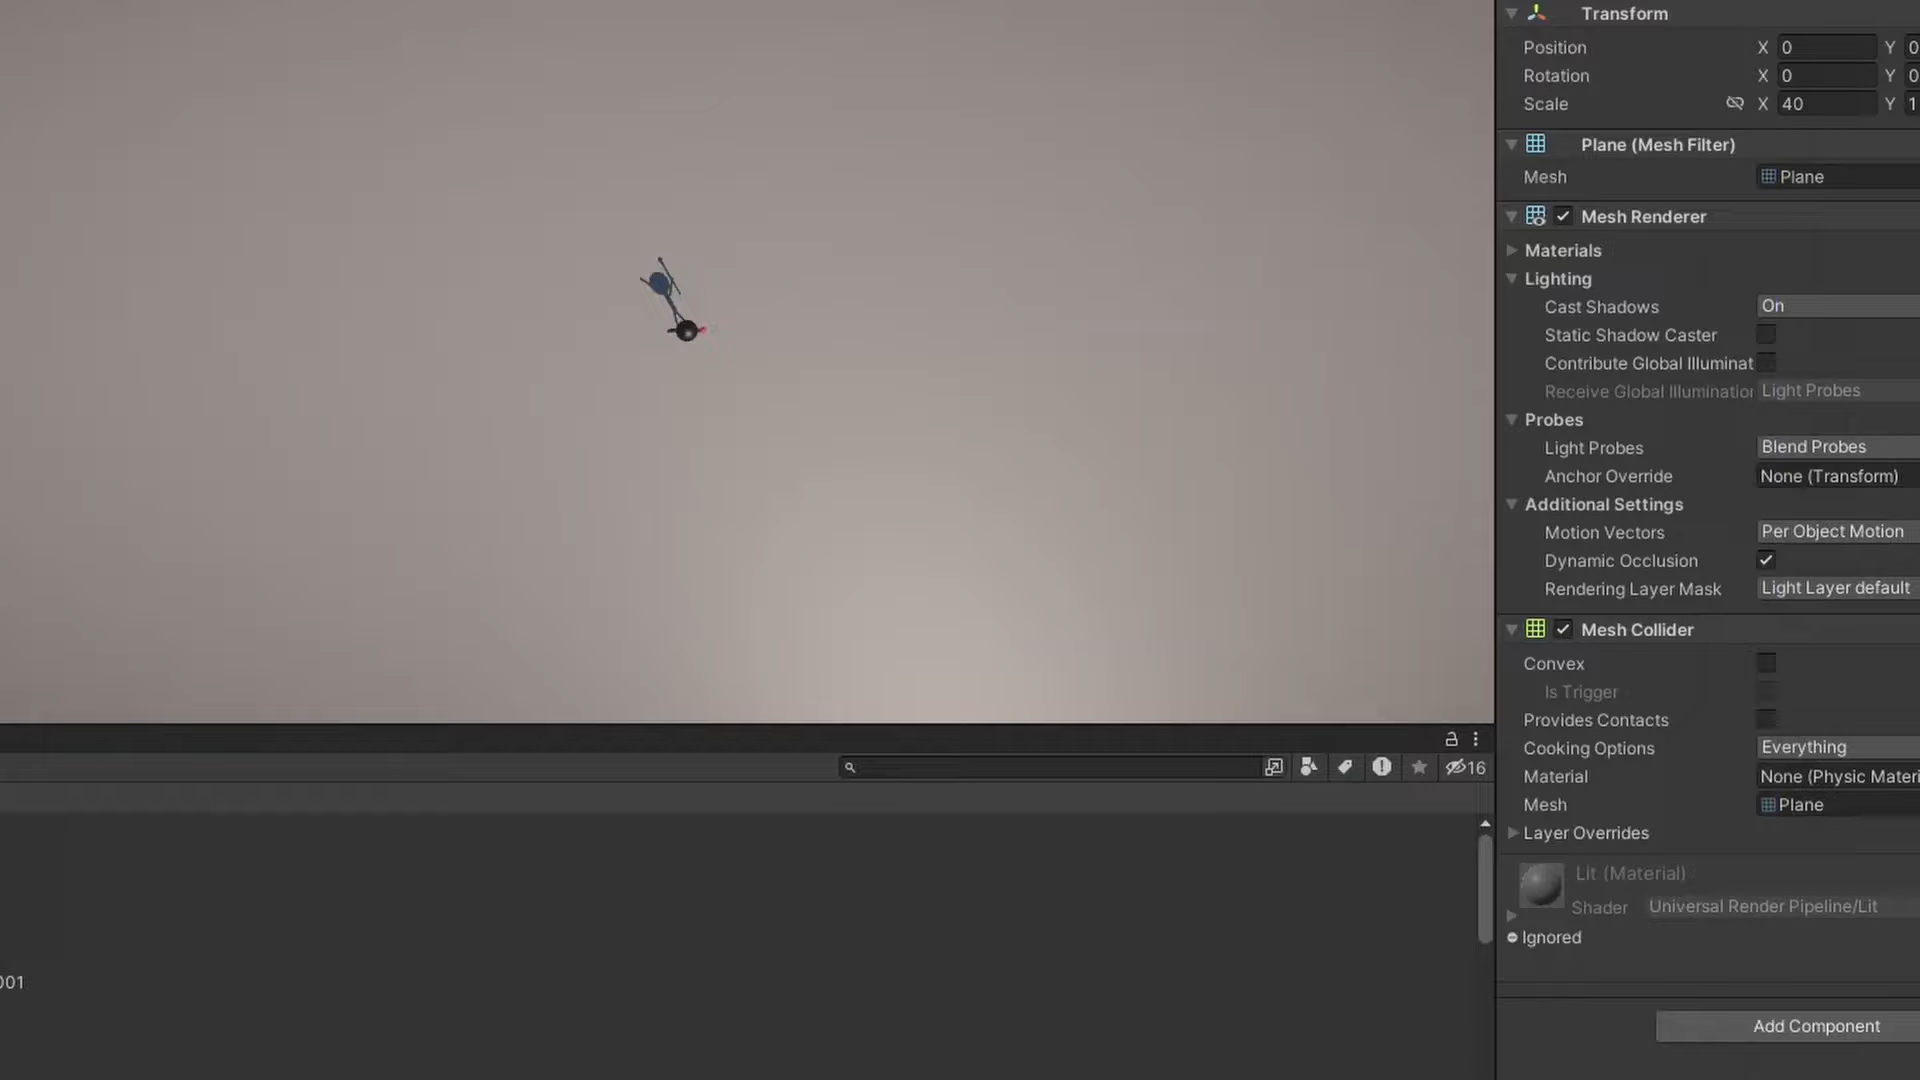 Transform
Position X 0 Y 0
Rotation X 0 Y 0
Scale X 40 Y 1
Plane (Mesh Filter)
Mesh Plane
Mesh Renderer
Materials
Lighting
Cast Shadows On
Static Shadow Caster
Contribute Global Illuminat
Receive Global Illumination Light Probes
Probes
Light Probes Blend Probes
Anchor Override None (Transform)
Additional Settings
Motion Vectors Per Object Motion
Dynamic Occlusion
Rendering Layer Mask Light Layer default
Mesh Collider
Convex
Is Trigger
Provides Contacts
Cooking Options Everything
Material None (Physic Materi
Mesh Plane
Layer Overrides
Lit (Material)
Shader Universal Render Pipeline/Lit
Ignored
Add Component
16
001